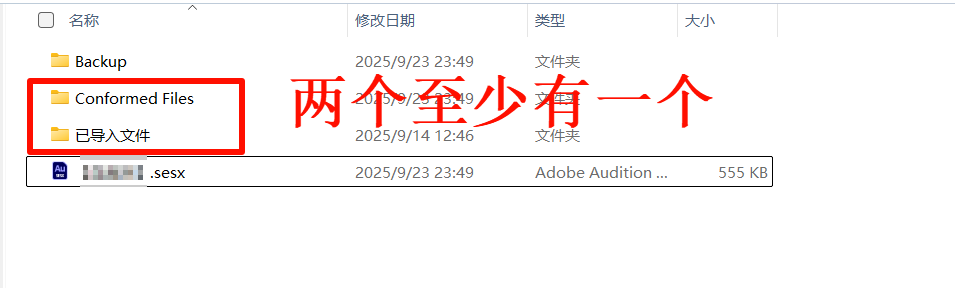 名称 修改日期 类型 大小
Backup 2025/9/23 23:49 文件夹
Conformed Files 2025/9/23 23:49 文件夹
两个至少有一个
已导入文件 2025/9/14 12:46 文件夹
Au
.sesx 2025/9/23 23:49 Adobe Audition ... 555 KB